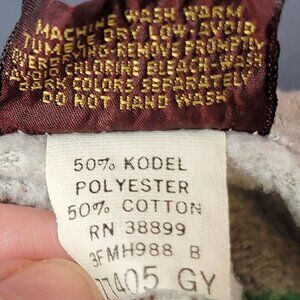 MACHINE WASH WARM
TUMBLE DRY LOW. AVOID
OVERDRYING-REMOVE PROMPTLY
AVOID CHLORINE BLEACH. WASH
DARK COLORS SEPARATELY
DO NOT HAND WASH
50% KODEL
POLYESTER
50% COTTON
RN 38899
3FMH988 B
77405 GY